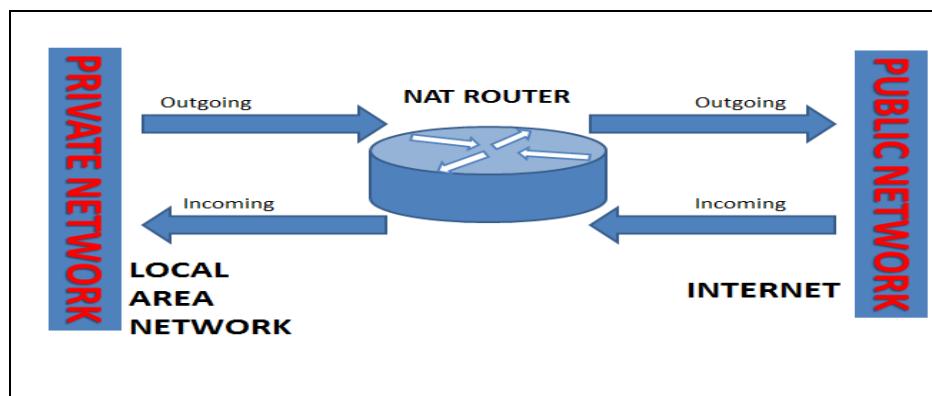 PRIVATE NETWORK
Outgoing
NAT ROUTER
Outgoing
PUBLIC NETWORK
Incoming
Incoming
LOCAL
AREA
NETWORK
INTERNET